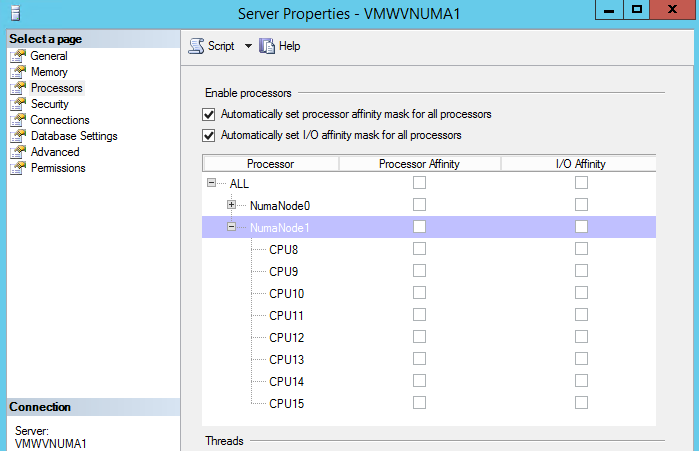 Server Properties - VMWVNUMA1
Select a page
General
Memory
Processors
Security
Connections
Database Settings
Advanced
Permissions
Connection
Server:
VMWVNUMA1
Script Help
Enable processors
Automatically set processor affinity mask for all processors
Automatically set I/O affinity mask for all processors
Processor Processor Affinity I/O Affinity
ALL
NumaNode0
NumaNode1
CPU8
CPU9
CPU10
CPU11
CPU12
CPU13
CPU14
CPU15
Threads